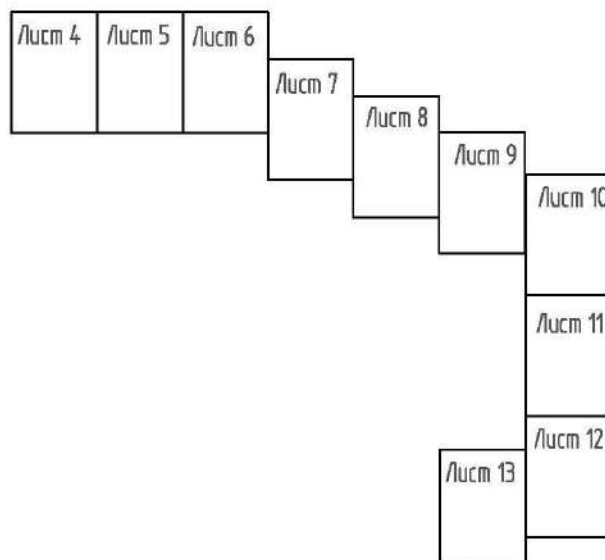 Лист 4
Лист 5
Лист 6
Лист 7
Лист 8
Лист 9
Лист 10
Лист 11
Лист 12
Лист 13